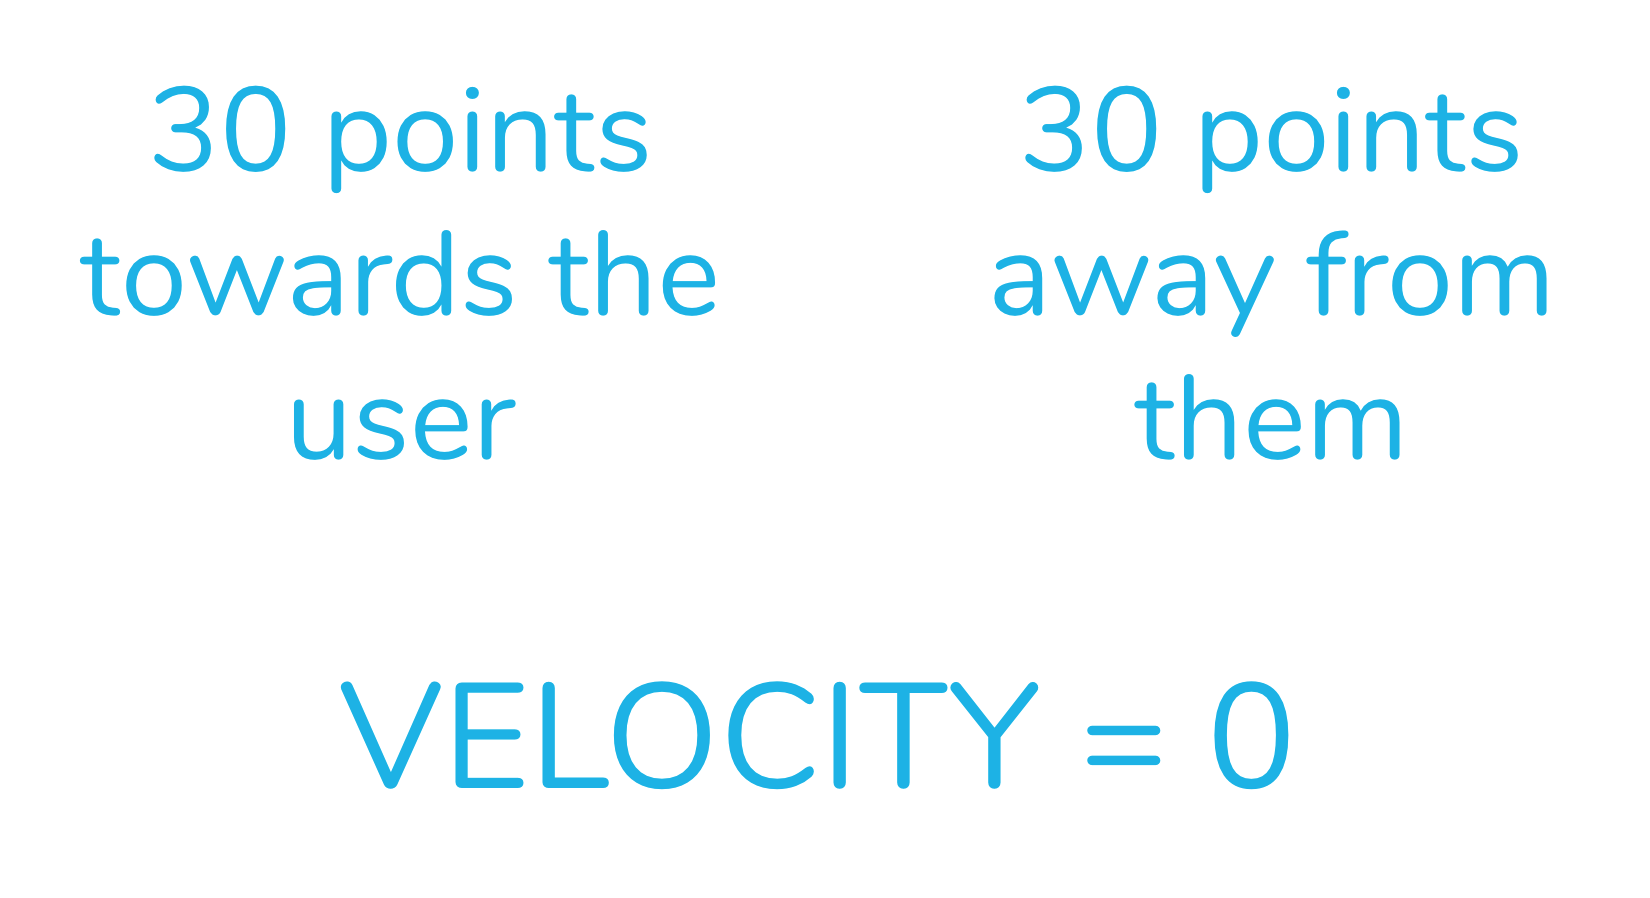 30 points
towards the
user
30 points
away from
them
VELOCITY = 0